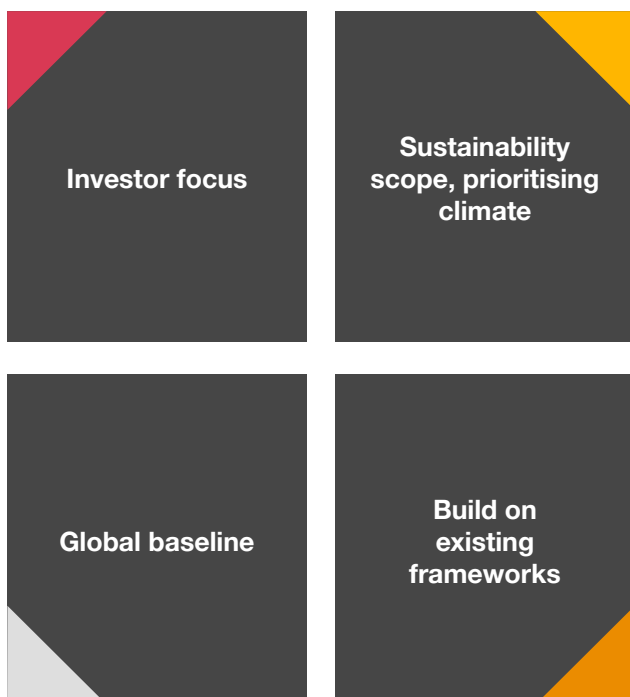 Investor focus
Sustainability
scope, prioritising
climate
Global baseline
Build on
existing
frameworks